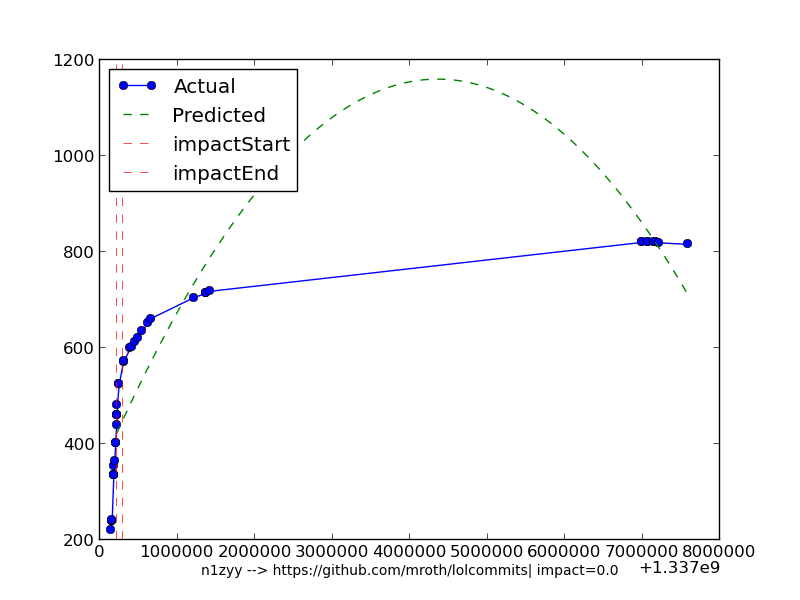 1200
Actual
Predicted
impactStart
impactEnd
1000
800
600
400
200
0 1000000 2000000 3000000 4000000 5000000 6000000 7000000 8000000
n1zyy --> https://github.com/mroth/lolcommits| impact=0.0 +1.337e9